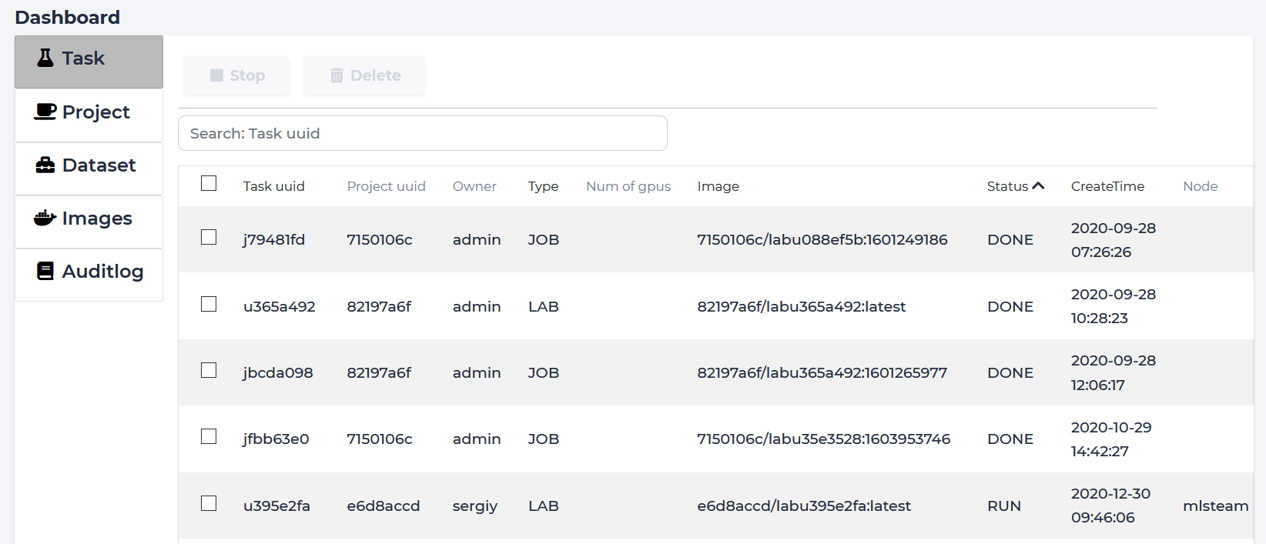 Dashboard
Task
Project
Dataset
Images
Auditlog
Stop Delete
Search: Task uuid
Task uuid Project uuid Owner Type Num of gpus Image Status CreateTime Node
j79481fd 7150106c admin JOB 7150106c/labu088ef5b:1601249186 DONE 2020-09-28
07:26:26
u365a492 82197a6f admin LAB 82197a6f/labu365a492:latest DONE 2020-09-28
10:28:23
jbcda098 82197a6f admin JOB 82197a6f/labu365a492:1601265977 DONE 2020-09-28
12:06:17
jfbb63e0 7150106c admin JOB 7150106c/labu35e3528:1603953746 DONE 2020-10-29
14:42:27
u395e2fa e6d8accd sergiy LAB e6d8accd/labu395e2fa:latest RUN 2020-12-30 mlsteam
09:46:06